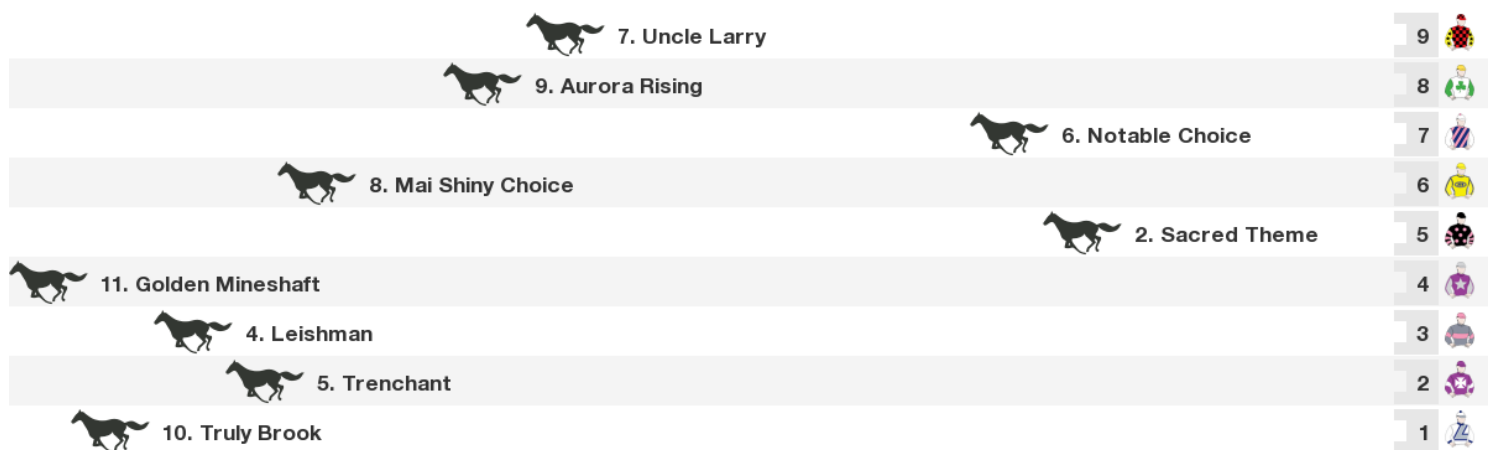 7. Uncle Larry 9
9. Aurora Rising 8
6. Notable Choice 7
8. Mai Shiny Choice 6
2. Sacred Theme 5
11. Golden Mineshaft 4
4. Leishman 3
5. Trenchant 2
10. Truly Brook 1